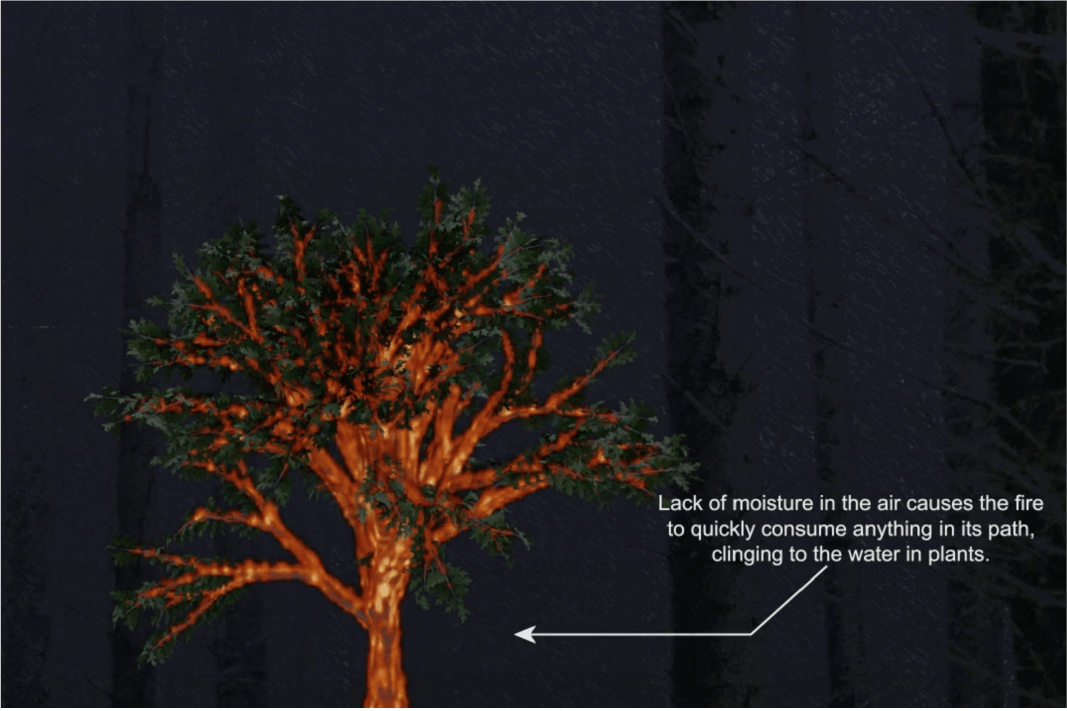 Lack of moisture in the air causes the fire
to quickly consume anything in its path,
clinging to the water in plants.